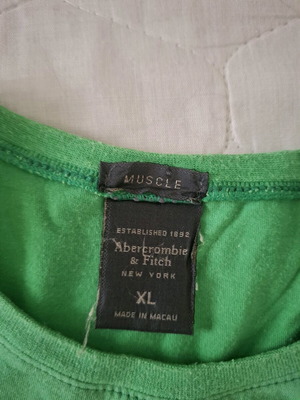 MUSCLE
ESTABLISHED 1892
Abercrombie
& Fitch
NEW YORK
XL
MADE IN MACAU